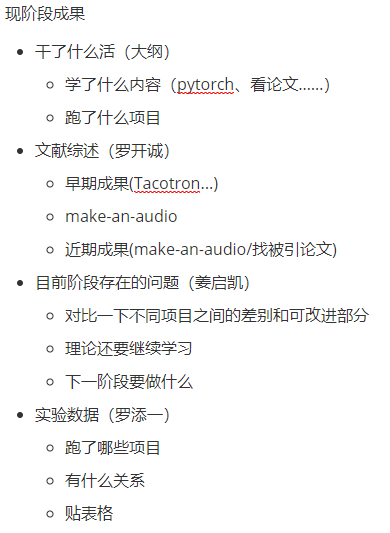 现阶段成果
干了什么活（大纲）
学了什么内容（pytorch、看论文......）
跑了什么项目
文献综述（罗开诚）
早期成果(Tacotron...)
make-an-audio
近期成果(make-an-audio/找被引论文)
目前阶段存在的问题（姜启凯）
对比一下不同项目之间的差别和可改进部分
理论还要继续学习
下一阶段要做什么
实验数据（罗添一）
跑了哪些项目
有什么关系
贴表格